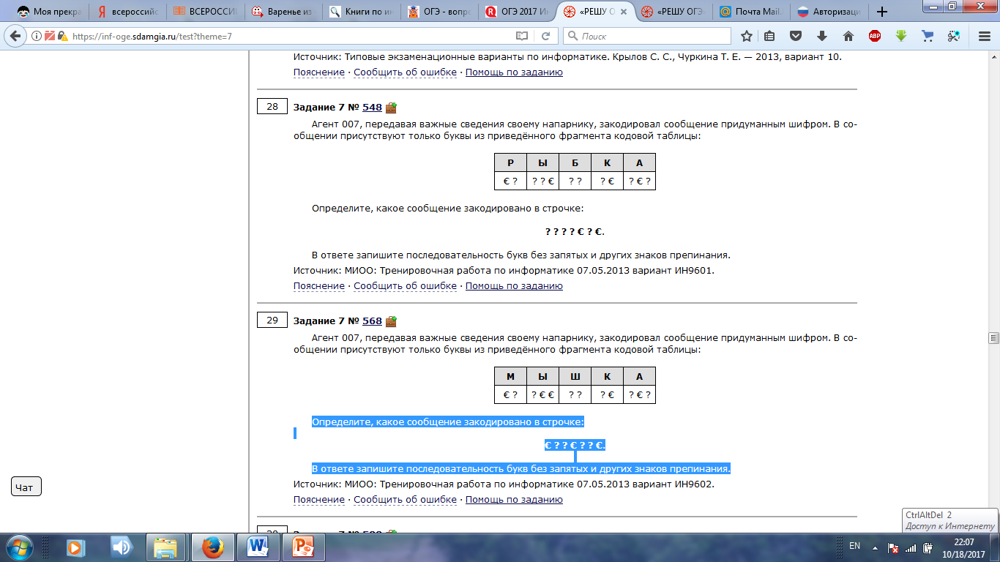 Моя прекра
всероссийс
ВСЕРОССИ
Варенье из
Книги по ин
ОГЭ - вопро
ОГЭ 2017 Ин
«РЕШУ О
«РЕШУ ОГЭ
Почта Mail.
Авторизаци
https://inf-oge.sdamgia.ru/test?theme=7
Поиск
Источник: Типовые экзаменационные варианты по информатике. Крылов С. С., Чуркина Т. Е. — 2013, вариант 10.
Пояснение · Сообщить об ошибке · Помощь по заданию
28 Задание 7 № 548
Агент 007, передавая важные сведения своему напарнику, закодировал сообщение придуманным шифром. В со-
общении присутствуют только буквы из приведённого фрагмента кодовой таблицы:
Р Ы Б К А
€ ? ? ? € ? ? ? € ? € ?
Определите, какое сообщение закодировано в строчке:
? ? ? ? € ? €.
В ответе запишите последовательность букв без запятых и других знаков препинания.
Источник: МИОО: Тренировочная работа по информатике 07.05.2013 вариант ИН9601.
Пояснение · Сообщить об ошибке · Помощь по заданию
29 Задание 7 № 568
Агент 007, передавая важные сведения своему напарнику, закодировал сообщение придуманным шифром. В со-
общении присутствуют только буквы из приведённого фрагмента кодовой таблицы:
М Ы Ш К А
€ ? ? € € ? ? ? € ? € ?
Определите, какое сообщение закодировано в строчке:
€ ? ? € ? ? €.
В ответе запишите последовательность букв без запятых и других знаков препинания.
Источник: МИОО: Тренировочная работа по информатике 07.05.2013 вариант ИН9602.
Пояснение · Сообщить об ошибке · Помощь по заданию
Чат
CtrlAltDel 2
Доступ к Интернету
EN
22:07
10/18/2017